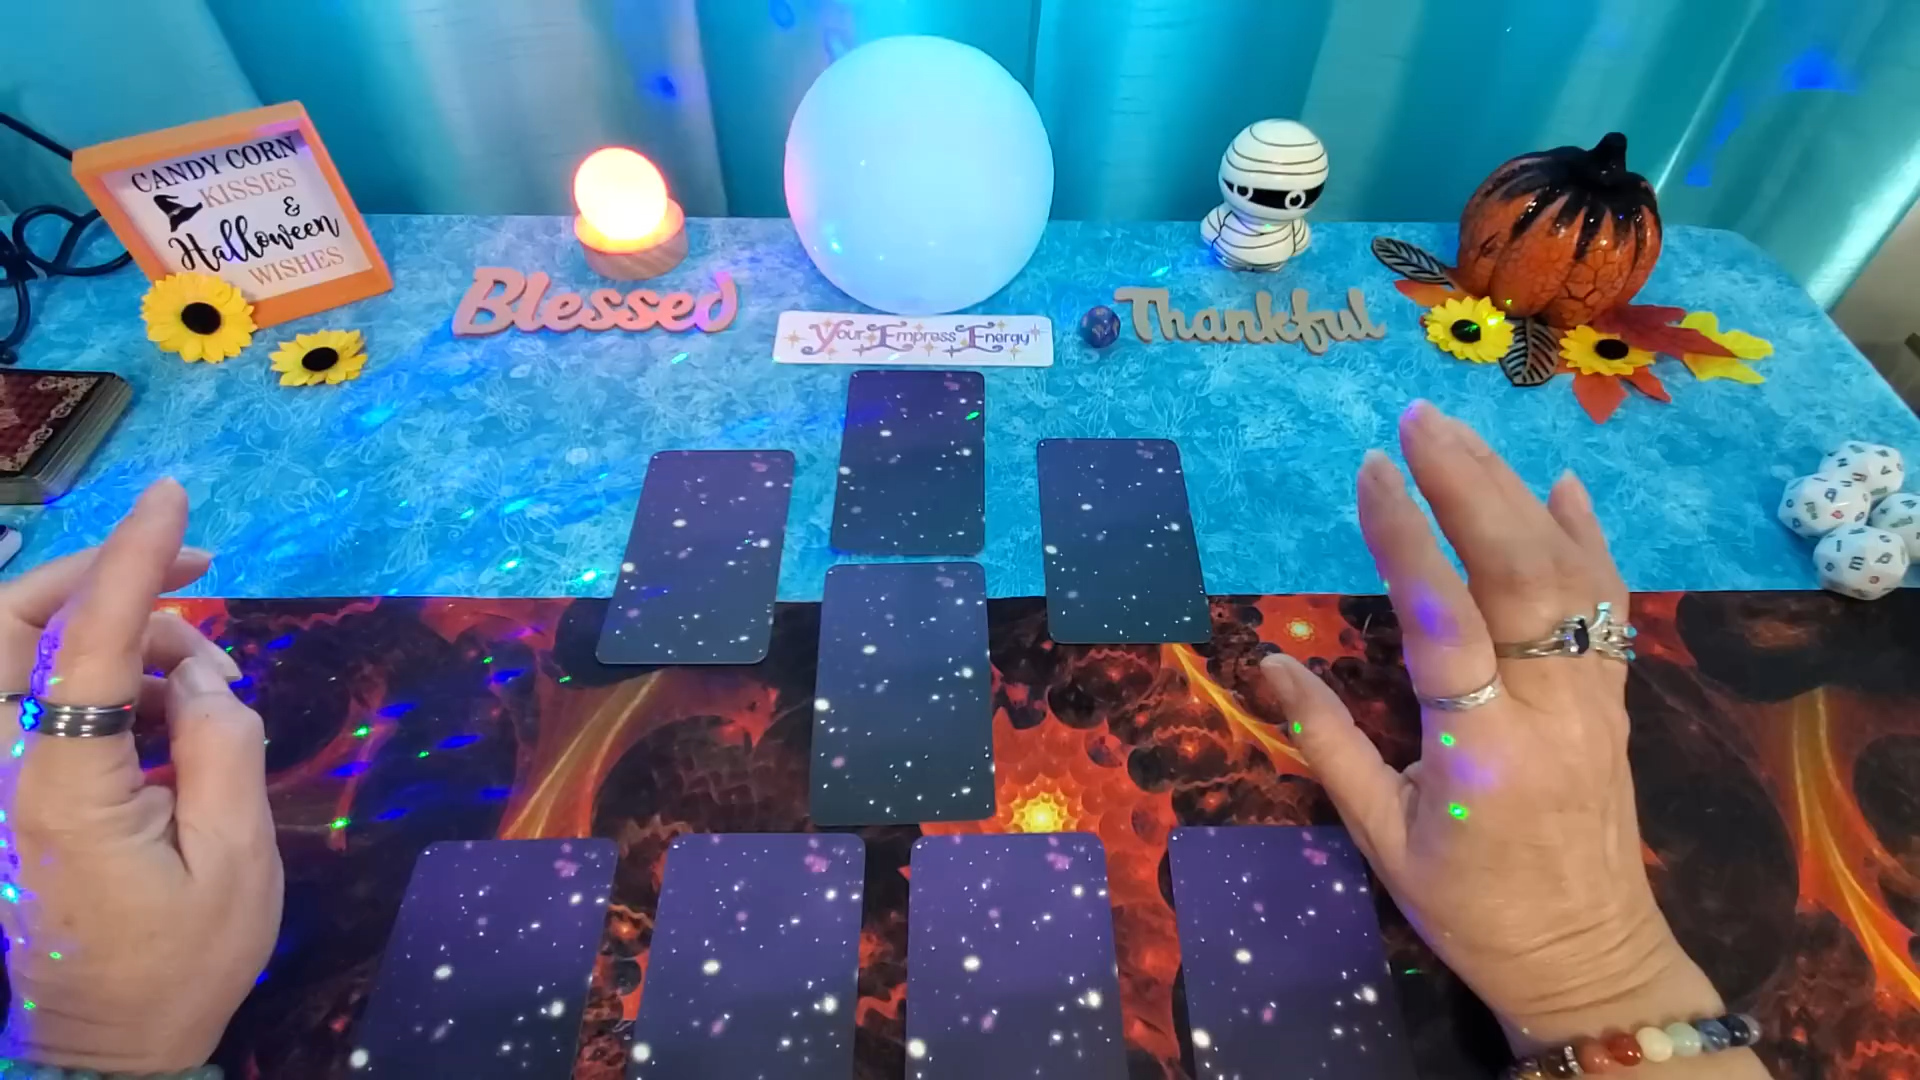 CANDY CORN
KISSES
&
Halloween
WISHES
Blessed
Your Empress Energy
Thankful